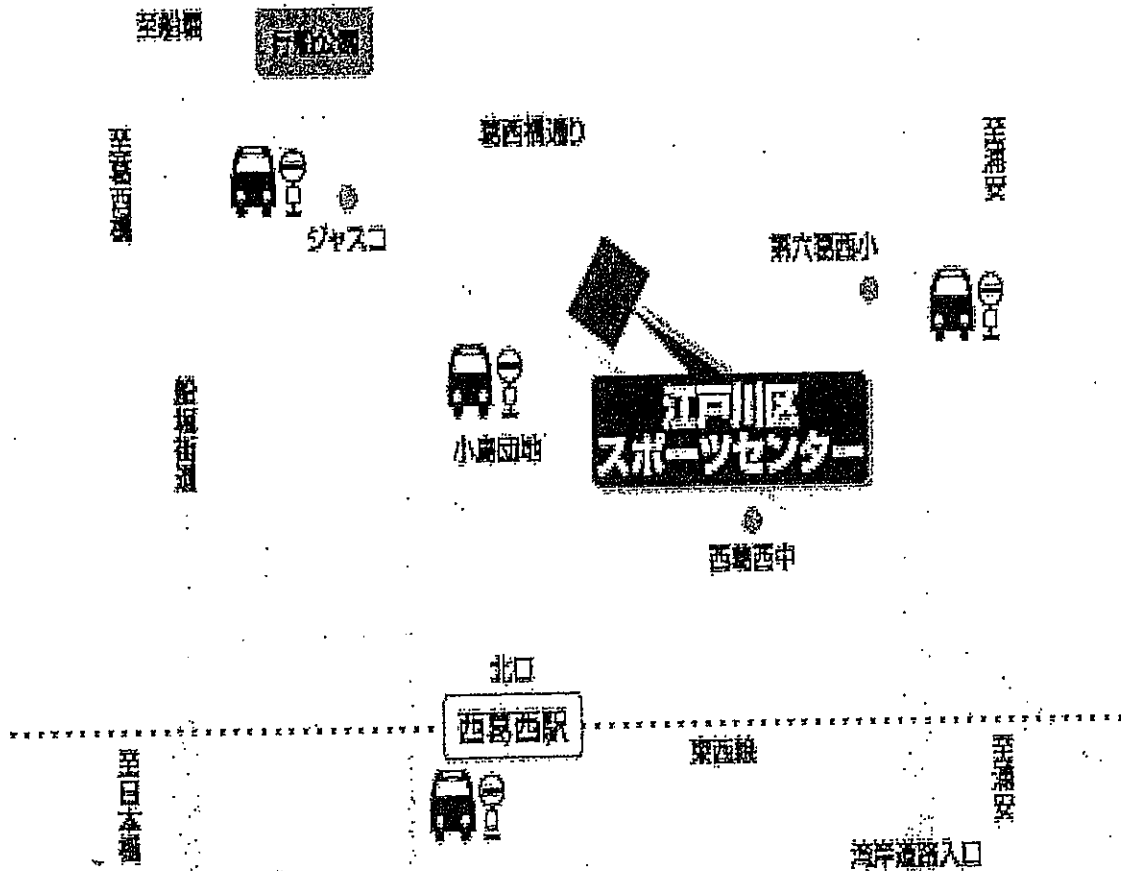 至船堀
行船公園
葛西橋通り
至葛西橋
至浦安
ジャスコ
第六葛西小
船堀街道
小島団地
江戸川区
スポーツセンター
西葛西中
北口
西葛西駅
東西線
至日本橋
至浦安
湾岸道路入口